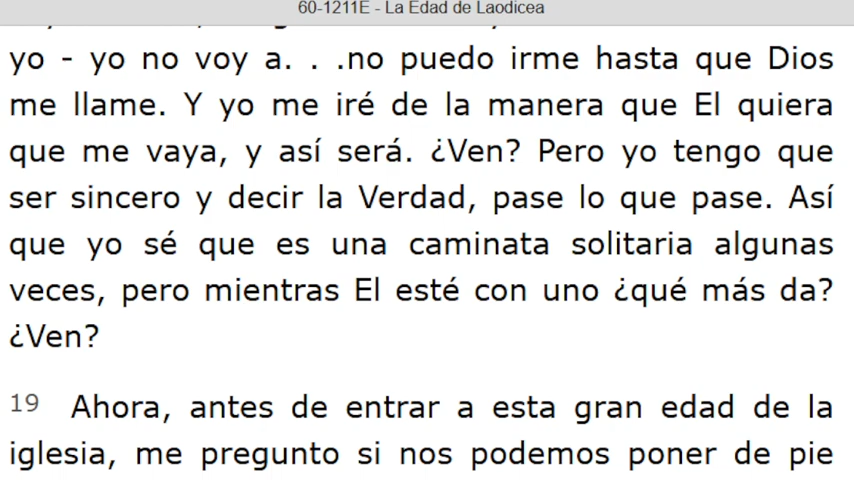 60-1211E - La Edad de Laodicea
yo - yo no voy a. . .no puedo irme hasta que Dios
me llame. Y yo me iré de la manera que El quiera
que me vaya, y así será. ¿Ven? Pero yo tengo que
ser sincero y decir la Verdad, pase lo que pase. Así
que yo sé que es una caminata solitaria algunas
veces, pero mientras El esté con uno ¿qué más da?
¿Ven?
19 Ahora, antes de entrar a esta gran edad de la
iglesia, me pregunto si nos podemos poner de pie